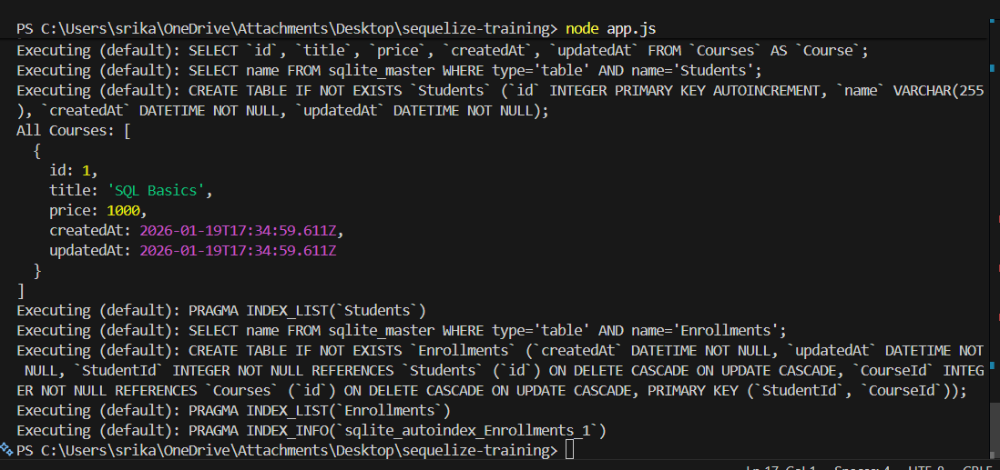 PS C:\Users\srika\OneDrive\Attachments\Desktop\sequelize-training> node app.js
Executing (default): SELECT `id`, `title`, `price`, `createdAt`, `updatedAt` FROM `Courses` AS `Course`;
Executing (default): SELECT name FROM sqlite_master WHERE type='table' AND name='Students';
Executing (default): CREATE TABLE IF NOT EXISTS `Students` (`id` INTEGER PRIMARY KEY AUTOINCREMENT, `name` VARCHAR(255
), `createdAt` DATETIME NOT NULL, `updatedAt` DATETIME NOT NULL);
All Courses: [
  {
    id: 1,
    title: 'SQL Basics',
    price: 1000,
    createdAt: 2026-01-19T17:34:59.611Z,
    updatedAt: 2026-01-19T17:34:59.611Z
  }
]
Executing (default): PRAGMA INDEX_LIST(`Students`)
Executing (default): SELECT name FROM sqlite_master WHERE type='table' AND name='Enrollments';
Executing (default): CREATE TABLE IF NOT EXISTS `Enrollments` (`createdAt` DATETIME NOT NULL, `updatedAt` DATETIME NOT
 NULL, `StudentId` INTEGER NOT NULL REFERENCES `Students` (`id`) ON DELETE CASCADE ON UPDATE CASCADE, `CourseId` INTEG
ER NOT NULL REFERENCES `Courses` (`id`) ON DELETE CASCADE ON UPDATE CASCADE, PRIMARY KEY (`StudentId`, `CourseId`));
Executing (default): PRAGMA INDEX_LIST(`Enrollments`)
Executing (default): PRAGMA INDEX_INFO(`sqlite_autoindex_Enrollments_1`)
PS C:\Users\srika\OneDrive\Attachments\Desktop\sequelize-training>